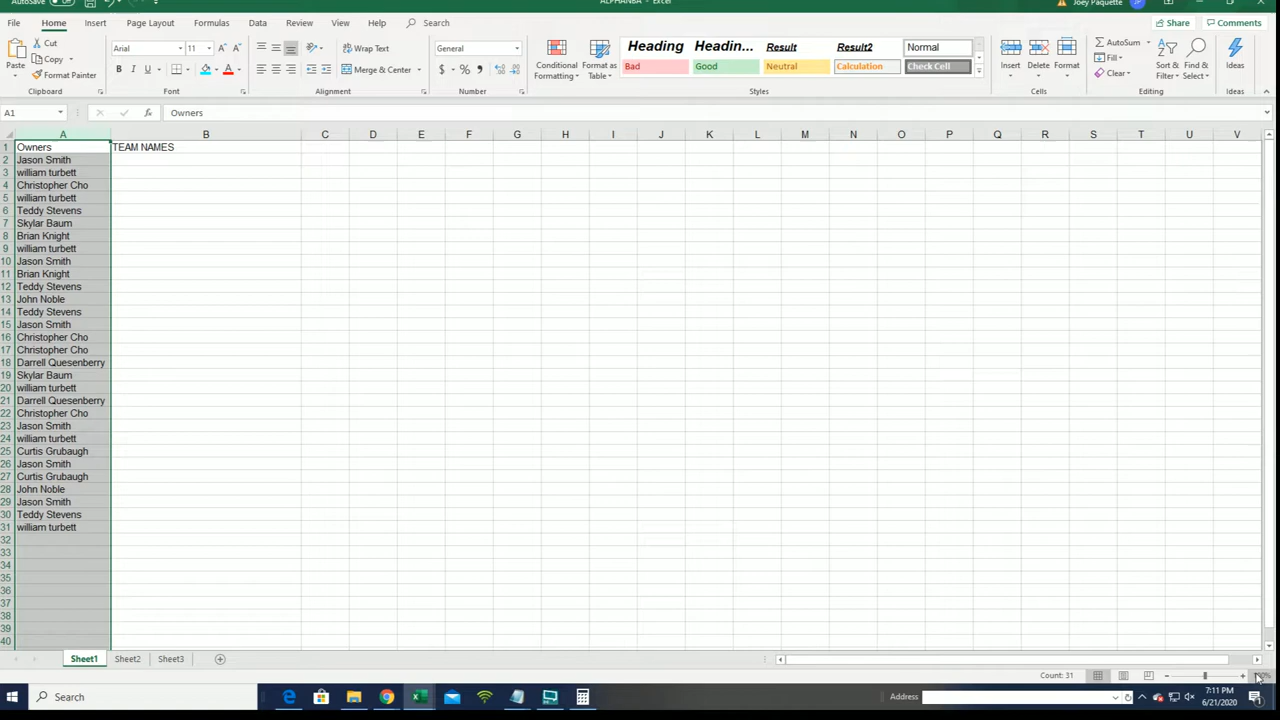 AutoSave Off ALPHANBA - Excel Joey Paquette JP
File Home Insert Page Layout Formulas Data Review View Help Search Share Comments
Paste Cut Copy Format Painter Clipboard
Arial 11 A A B I U A Font
ab Wrap Text Merge & Center Alignment
General $ % , Number
Conditional Formatting Format as Table
Heading Headin... Result Result2 Normal
Bad Good Neutral Calculation Check Cell
Styles
Insert Delete Format Cells
AutoSum Fill Clear Sort & Filter Find & Select Editing
Ideas Ideas
A1 fx Owners
A B C D E F G H I J K L M N O P Q R S T U V
1 Owners TEAM NAMES
2 Jason Smith
3 william turbett
4 Christopher Cho
5 william turbett
6 Teddy Stevens
7 Skylar Baum
8 Brian Knight
9 william turbett
10 Jason Smith
11 Brian Knight
12 Teddy Stevens
13 John Noble
14 Teddy Stevens
15 Jason Smith
16 Christopher Cho
17 Christopher Cho
18 Darrell Quesenberry
19 Skylar Baum
20 william turbett
21 Darrell Quesenberry
22 Christopher Cho
23 Jason Smith
24 william turbett
25 Curtis Grubaugh
26 Jason Smith
27 Curtis Grubaugh
28 John Noble
29 Jason Smith
30 Teddy Stevens
31 william turbett
32
33
34
35
36
37
38
39
40
Sheet1 Sheet2 Sheet3
Count: 31
Search Address 7:11 PM
6/21/2020